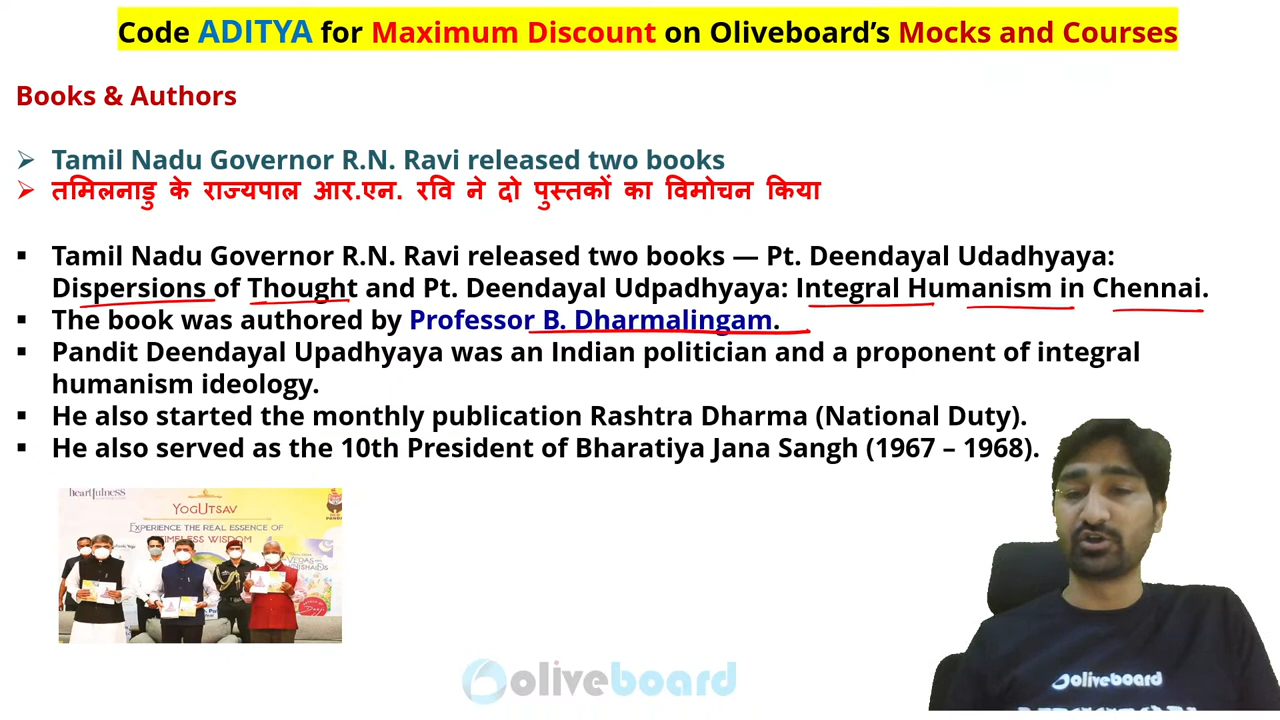 Code ADITYA for Maximum Discount on Oliveboard's Mocks and Courses
Books & Authors
➢ Tamil Nadu Governor R.N. Ravi released two books
➢ तमिलनाडु के राज्यपाल आर.एन. रवि ने दो पुस्तकों का विमोचन किया
▪ Tamil Nadu Governor R.N. Ravi released two books — Pt. Deendayal Udadhyaya:
Dispersions of Thought and Pt. Deendayal Udpadhyaya: Integral Humanism in Chennai.
▪ The book was authored by Professor B. Dharmalingam.
▪ Pandit Deendayal Upadhyaya was an Indian politician and a proponent of integral
humanism ideology.
▪ He also started the monthly publication Rashtra Dharma (National Duty).
▪ He also served as the 10th President of Bharatiya Jana Sangh (1967 – 1968).
heartfulness
YOGUTSAV
EXPERIENCE THE REAL ESSENCE OF
TIMELESS WISDOM
VEDAS
oliveboard
oliveboard